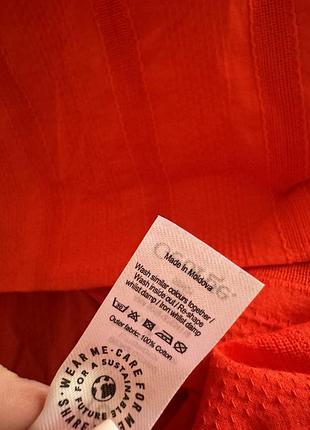 Made in Moldova
Wash similar colours together /
Wash inside out / Re-shape
whilst damp / Iron whilst damp
Outer fabric: 100% Cotton
WEAR ME · CARE FOR ME
SHARE
FOR A SUSTAINABLE
FUTURE